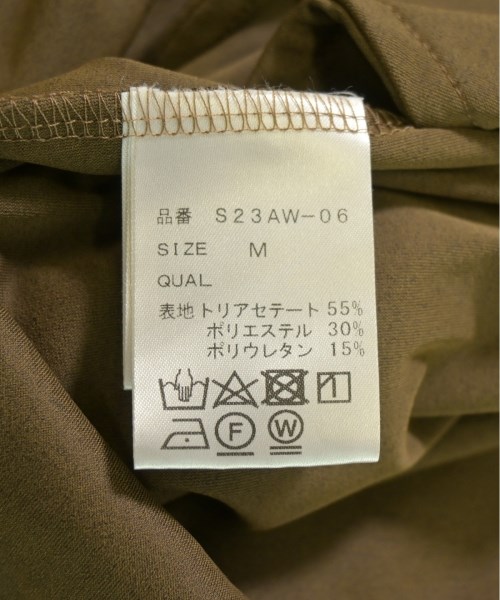 品番 S23AW-06
SIZE M
QUAL
表地 トリアセテート 55%
ポリエステル 30%
ポリウレタン 15%
F W